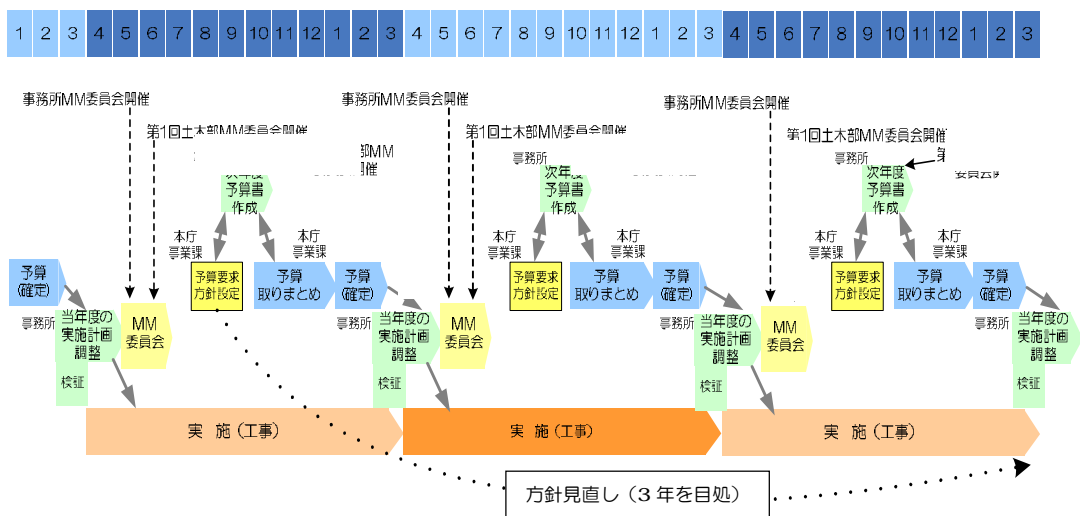 1 2 3 4 5 6 7 8 9 10 11 12 1 2 3 4 5 6 7 8 9 10 11 12 1 2 3 4 5 6 7 8 9 10 11 12 1 2 3
事務所MM委員会開催
事務所MM委員会開催
事務所MM委員会開催
第1回土木部MM委員会開催
第1回土木部MM委員会開催
第1回土木部MM委員会開催
部MM
開催
事務所
事務所
第
次年度
予算書
作成
次年度
予算書
作成
次年度
予算書
作成
本庁
事業課
本庁
事業課
本庁
事業課
本庁
事業課
本庁
事業課
本庁
事業課
予算
(確定)
予算要求
方針設定
予算
取りまとめ
予算
(確定)
予算要求
方針設定
予算
取りまとめ
予算
(確定)
予算要求
方針設定
予算
取りまとめ
予算
(確定)
事務所
当年度の
実施計画
調整
MM
委員会
事務所
当年度の
実施計画
調整
MM
委員会
事務所
当年度の
実施計画
調整
MM
委員会
事務所
当年度の
実施計画
調整
検証
検証
検証
検証
実 施(工事)
実 施(工事)
実 施(工事)
方針見直し(3年を目処)